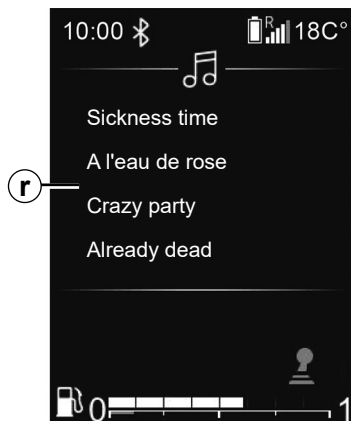 10:00 R 18C°
Sickness time
A l'eau de rose
r
Crazy party
Already dead
0 1